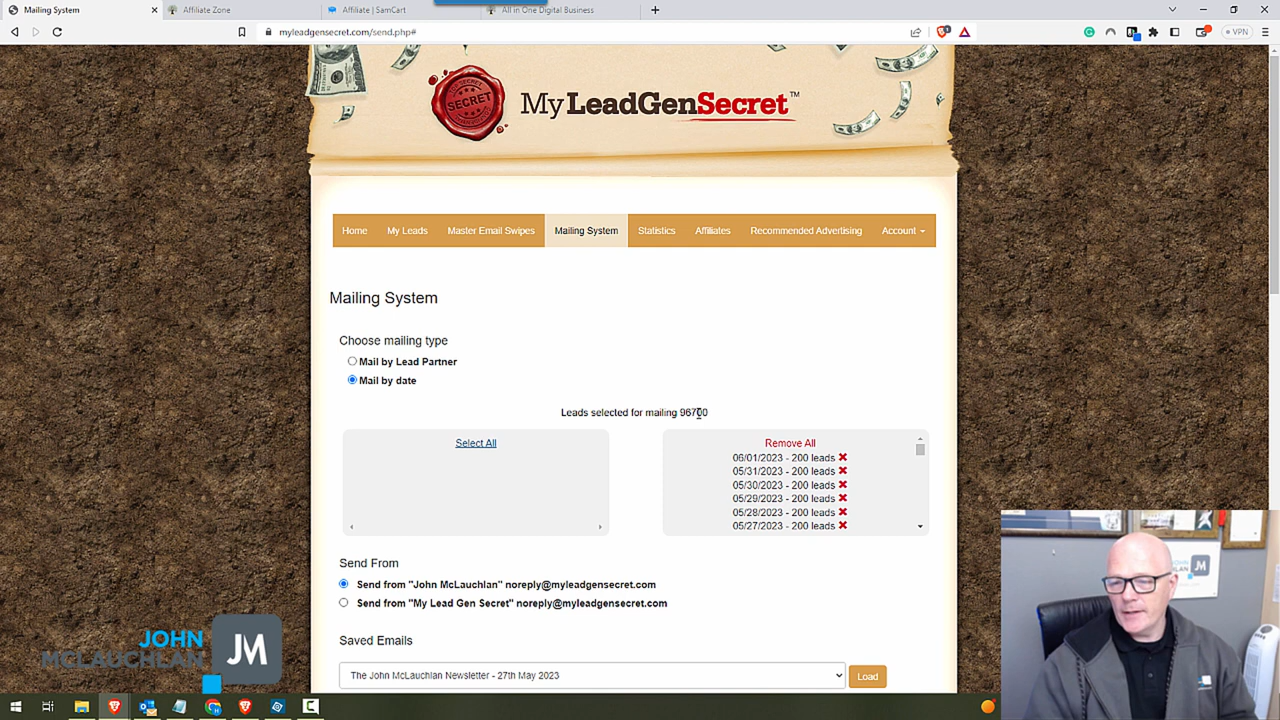 Mailing System
Affiliate Zone
Affiliate | SamCart
All in One Digital Business
myleadgensecret.com/send.php#
VPN
SECRET
MyLeadGenSecret™
Home
My Leads
Master Email Swipes
Mailing System
Statistics
Affiliates
Recommended Advertising
Account
Mailing System
Choose mailing type
Mail by Lead Partner
Mail by date
Leads selected for mailing 96700
Select All
Remove All
06/01/2023 - 200 leads
05/31/2023 - 200 leads
05/30/2023 - 200 leads
05/29/2023 - 200 leads
05/28/2023 - 200 leads
05/27/2023 - 200 leads
Send From
Send from "John McLauchlan" noreply@myleadgensecret.com
Send from "My Lead Gen Secret" noreply@myleadgensecret.com
Saved Emails
The John McLauchlan Newsletter - 27th May 2023
Load
JOHN
MCLAUCHLAN
JM
JM